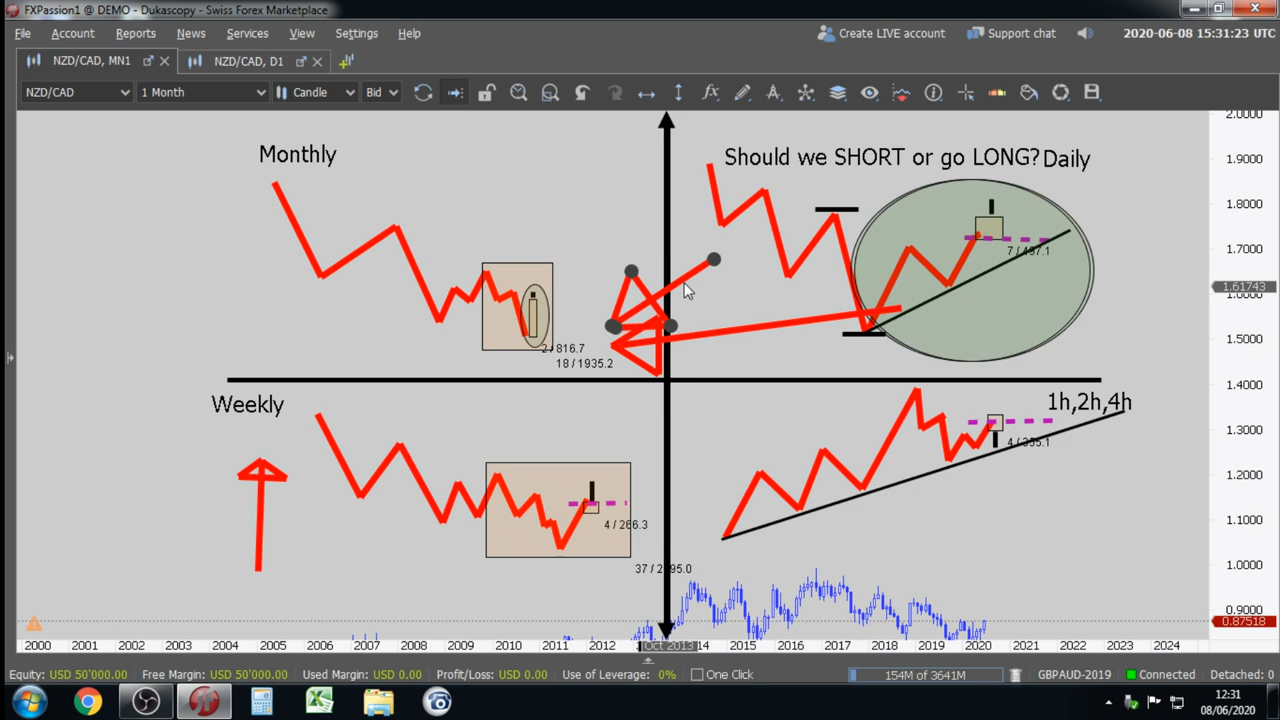 FXPassion1 @ DEMO - Dukascopy - Swiss Forex Marketplace
File Account Reports News Services View Settings Help
Create LIVE account Support chat 2020-06-08 15:31:23 UTC
NZD/CAD, MN1 NZD/CAD, D1
NZD/CAD 1 Month Candle Bid
2.0000
Monthly
Should we SHORT or go LONG? Daily
1.9000
1.8000
1.7000
7 / 437.1
1.61743
1.6000
1.5000
2 / 816.7
18 / 1935.2
1.4000
Weekly
1h,2h,4h
1.3000
4 / 355.1
1.2000
4 / 266.3
1.1000
1.0000
0.9000
0.87518
2000 2001 2002 2003 2004 2005 2006 2007 2008 2009 2010 2011 2012 Oct 2013 14 2015 2016 2017 2018 2019 2020 2021 2022 2023 2024
Equity: USD 50'000.00 Free Margin: USD 50'000.00 Used Margin: USD 0.00 Profit/Loss: USD 0.00 Use of Leverage: 0% One Click 154M of 3641M GBPAUD-2019 Connected Detached: 0
12:31
08/06/2020